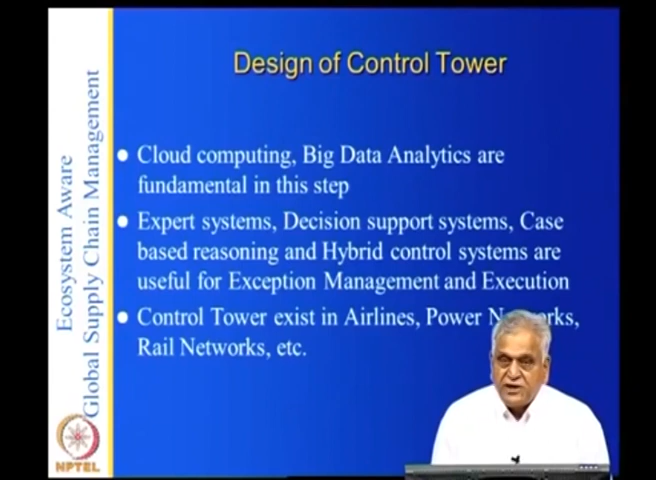 Design of Control Tower
Cloud computing, Big Data Analytics are
fundamental in this step
Expert systems, Decision support systems, Case
based reasoning and Hybrid control systems are
useful for Exception Management and Execution
Control Tower exist in Airlines, Power
Rail Networks, etc.
Ecosystem Aware
Global Supply Chain Management
NPTEL